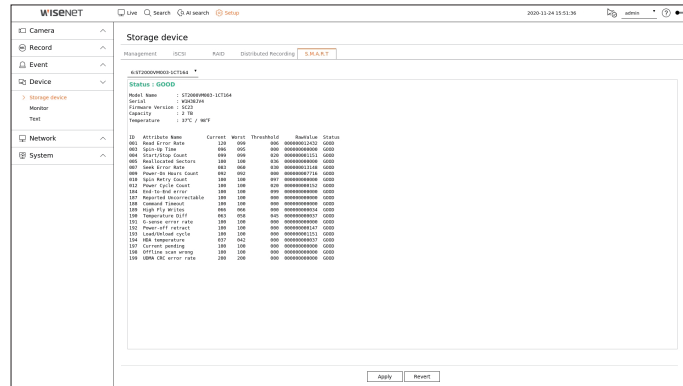 WISENET
Live Search AI search Setup 2020-11-24 15:51:36 admin
Camera
Record
Event
Device
Storage device
Monitor
Text
Network
System
Storage device
Management iSCSI RAID Distributed Recording S.M.A.R.T
6:ST2000VM003-1CT164
Status : GOOD
Model Name : ST2000VM003-1CT164
Serial : W1H30JV4
Firmware Version : SC23
Capacity : 2 TB
Temperature : 37℃ / 98℉
ID Attribute Name Current Worst Threshhold RawValue Status
001 Read Error Rate 120 099 006 000000012432 GOOD
003 Spin-Up Time 096 095 000 000000000000 GOOD
004 Start/Stop Count 099 099 020 000000001151 GOOD
005 Reallocated Sectors 100 100 036 000000000000 GOOD
007 Seek Error Rate 082 060 030 000000012148 GOOD
009 Power-On Hours Count 092 092 000 000000007716 GOOD
010 Spin Retry Count 100 100 097 000000000000 GOOD
012 Power Cycle Count 100 100 020 000000000152 GOOD
184 End-To-End error 100 100 099 000000000000 GOOD
187 Reported Uncorrectable 100 100 000 000000000000 GOOD
188 Command Timeout 100 100 000 000000000000 GOOD
189 High Fly Writes 066 066 000 000000000034 GOOD
190 Temperature Diff 063 058 045 000000000037 GOOD
191 G-sense error rate 100 100 000 000000000000 GOOD
192 Power-off retract 100 100 000 000000000147 GOOD
193 Load/Unload cycle 100 100 000 000000001151 GOOD
194 HDA temperature 037 042 000 000000000037 GOOD
197 Current pending 100 100 000 000000000000 GOOD
198 Offline scan wrong 100 100 000 000000000000 GOOD
199 UDMA CRC error rate 200 200 000 000000000000 GOOD
Apply Revert